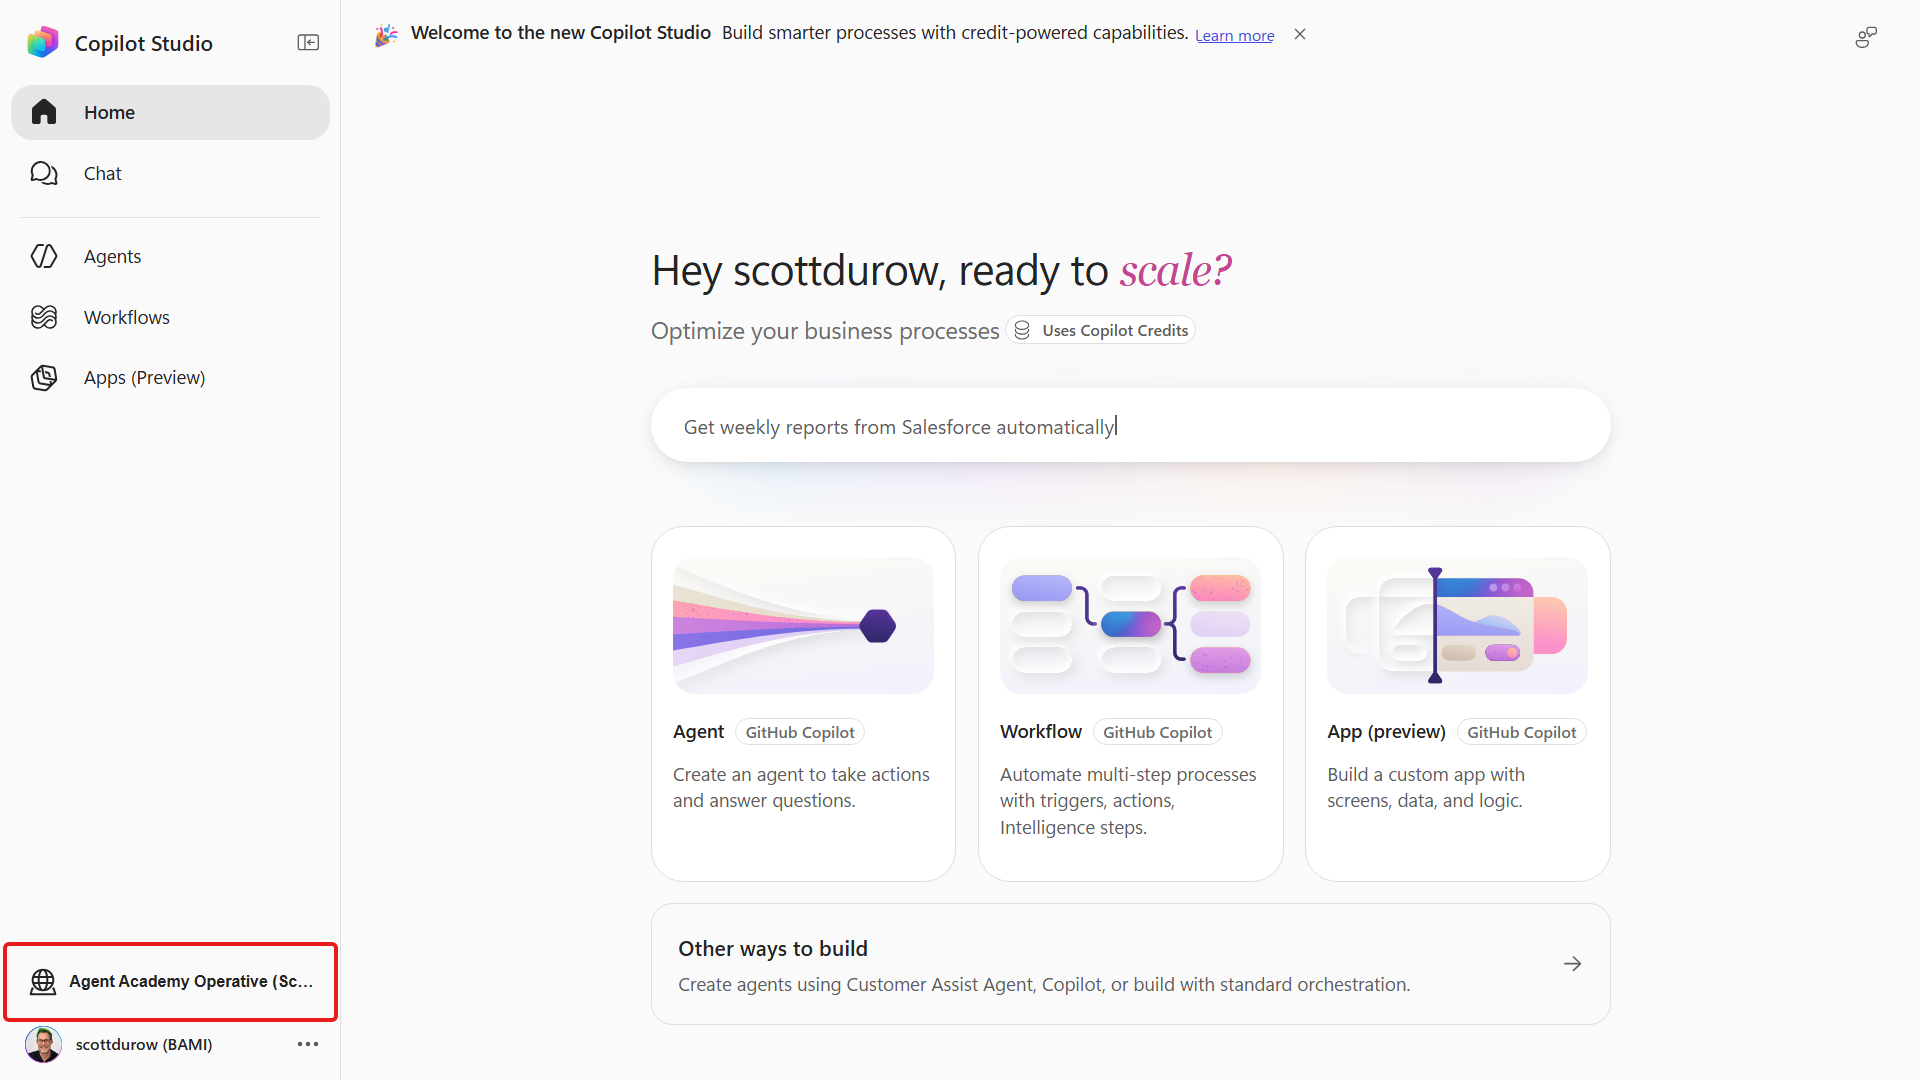 Copilot Studio
Home
Chat
Agents
Workflows
Apps (Preview)
Agent Academy Operative (Sc...
scottdurow (BAMI)
Welcome to the new Copilot Studio Build smarter processes with credit-powered capabilities. Learn more
Hey scottdurow, ready to scale?
Optimize your business processes Uses Copilot Credits
Get weekly reports from Salesforce automatically
Agent GitHub Copilot
Create an agent to take actions
and answer questions.
Workflow GitHub Copilot
Automate multi-step processes
with triggers, actions,
Intelligence steps.
App (preview) GitHub Copilot
Build a custom app with
screens, data, and logic.
Other ways to build
Create agents using Customer Assist Agent, Copilot, or build with standard orchestration.